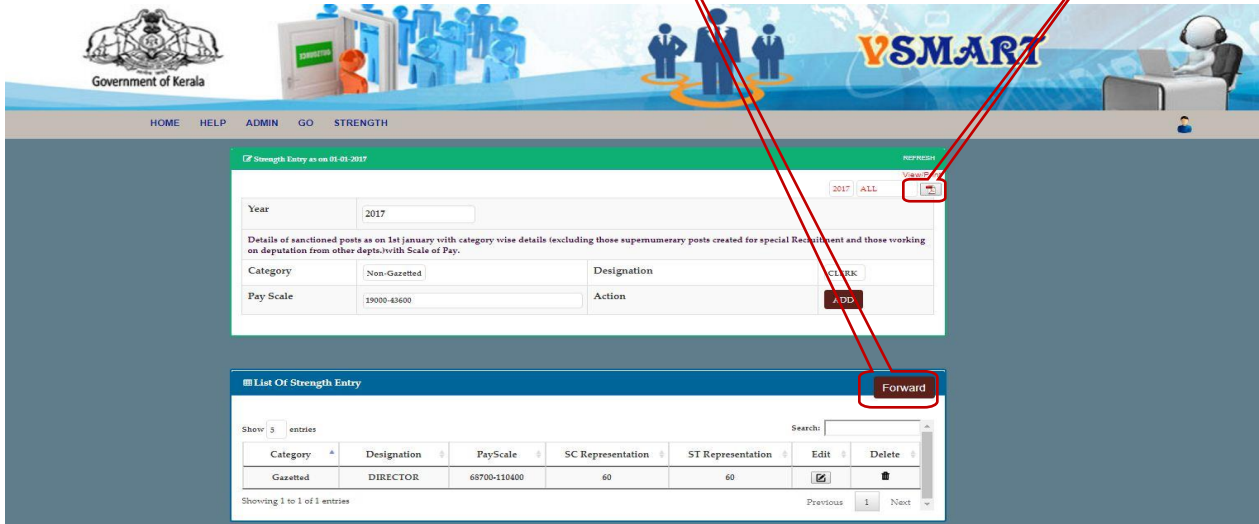 Government of Kerala
VSMART
HOME HELP ADMIN GO STRENGTH
Strength Entry as on 01-01-2017 REFRESH
View/Print
2017 ALL
Year 2017
Details of sanctioned posts as on 1st january with category wise details (excluding those supernumerary posts created for special Recruitment and those working
on deputation from other depts.)with Scale of Pay.
Category Non-Gazetted Designation CLERK
Pay Scale 19000-43600 Action ADD
List Of Strength Entry Forward
Show 5 entries Search:
Category Designation PayScale SC Representation ST Representation Edit Delete
Gazetted DIRECTOR 68700-110400 60 60
Showing 1 to 1 of 1 entries Previous 1 Next